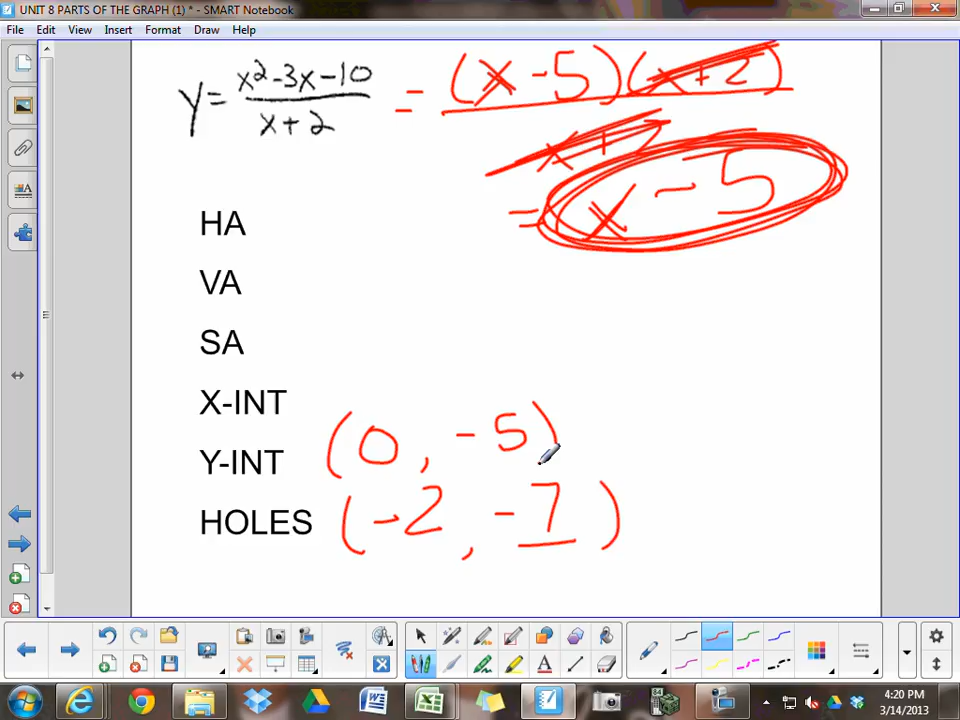 UNIT 8 PARTS OF THE GRAPH (1) * - SMART Notebook
File Edit View Insert Format Draw Help
Y = x² - 3x - 10 / x + 2 = (x - 5)(x + 2) / x + 2
= x - 5
HA
VA
SA
X-INT
Y-INT (0, -5)
HOLES (-2, -7)
4:20 PM
3/14/2013